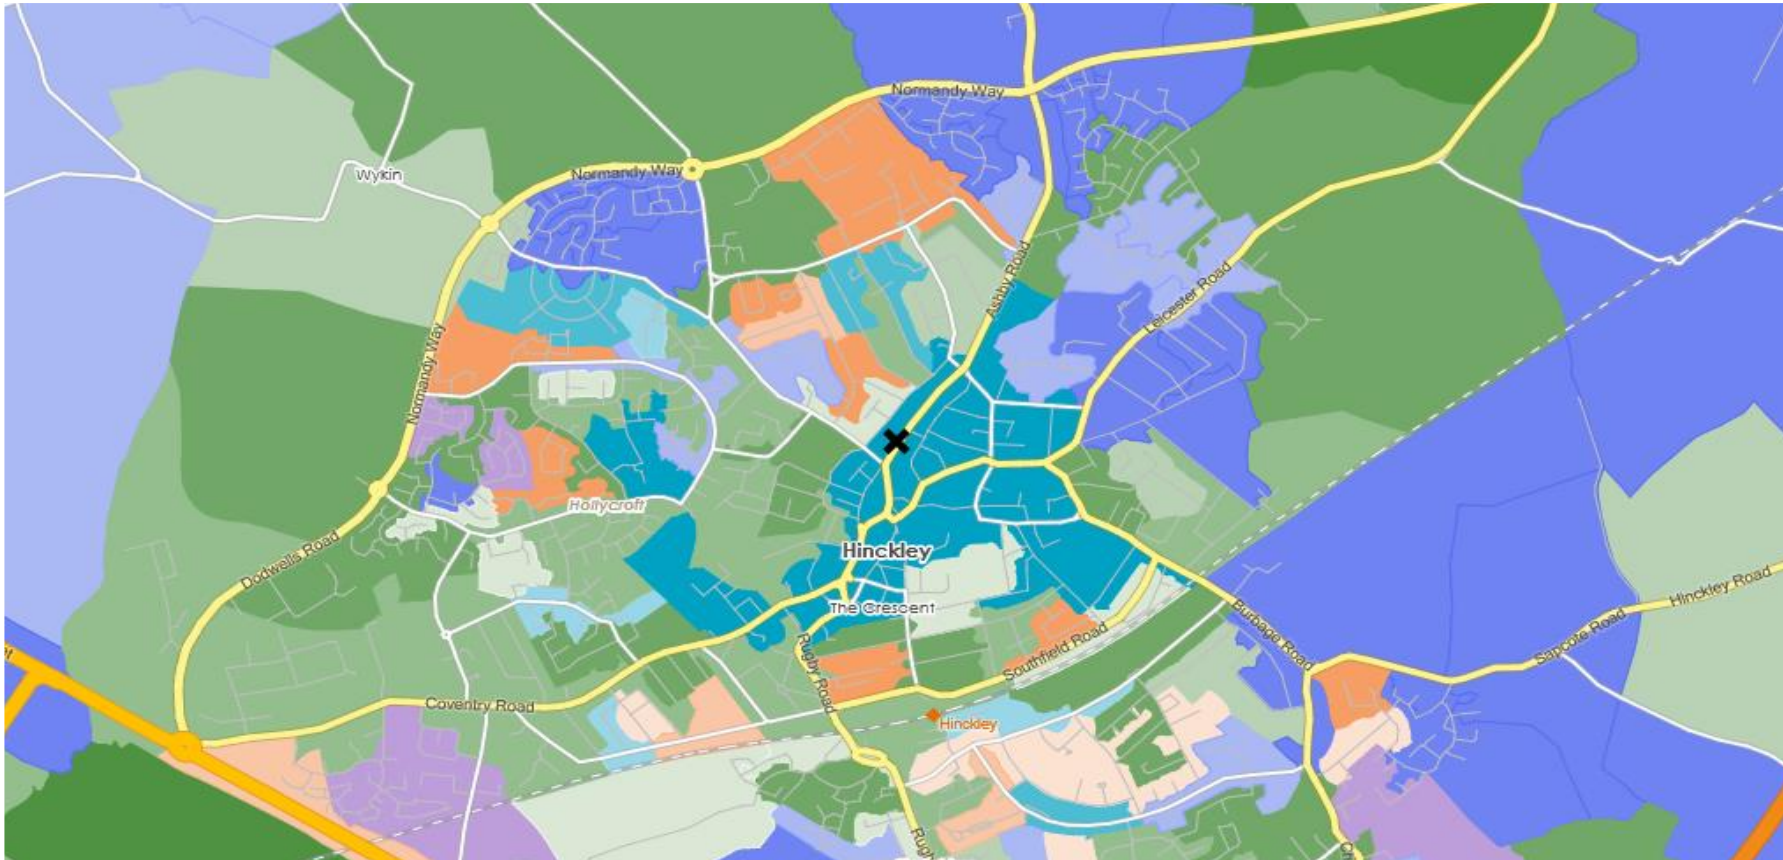 Normandy Way
Normandy Way
Wykin
Ashby Road
Leicester Road
Normandy Way
Hollycroft
Dodwells Road
Hinckley
The Crescent
Burbage Road
Hinckley Road
Sapcote Road
Southfield Road
Rugby Road
Coventry Road
Hinckley